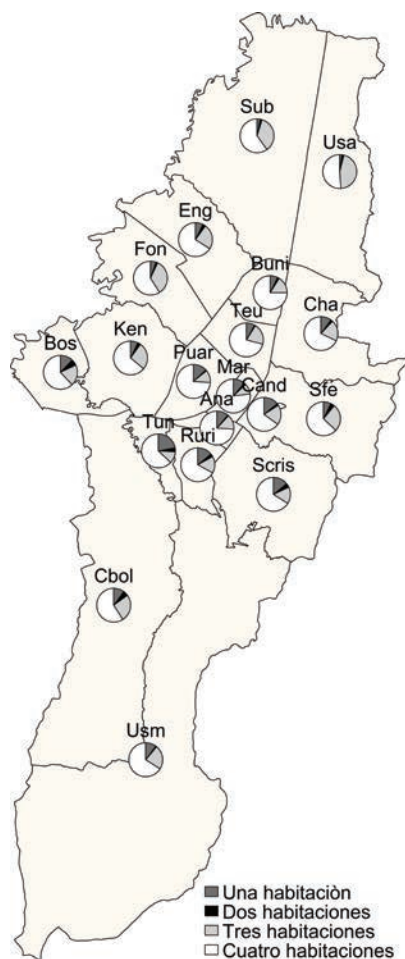 Sub
Usa
Eng
Fon
Buni
Teu
Cha
Bos
Ken
Puar
Mar
Cand
Sfe
Ana
Tun
Ruri
Scris
Cbol
Usm
Una habitaciòn
Dos habitaciones
Tres habitaciones
Cuatro habitaciones